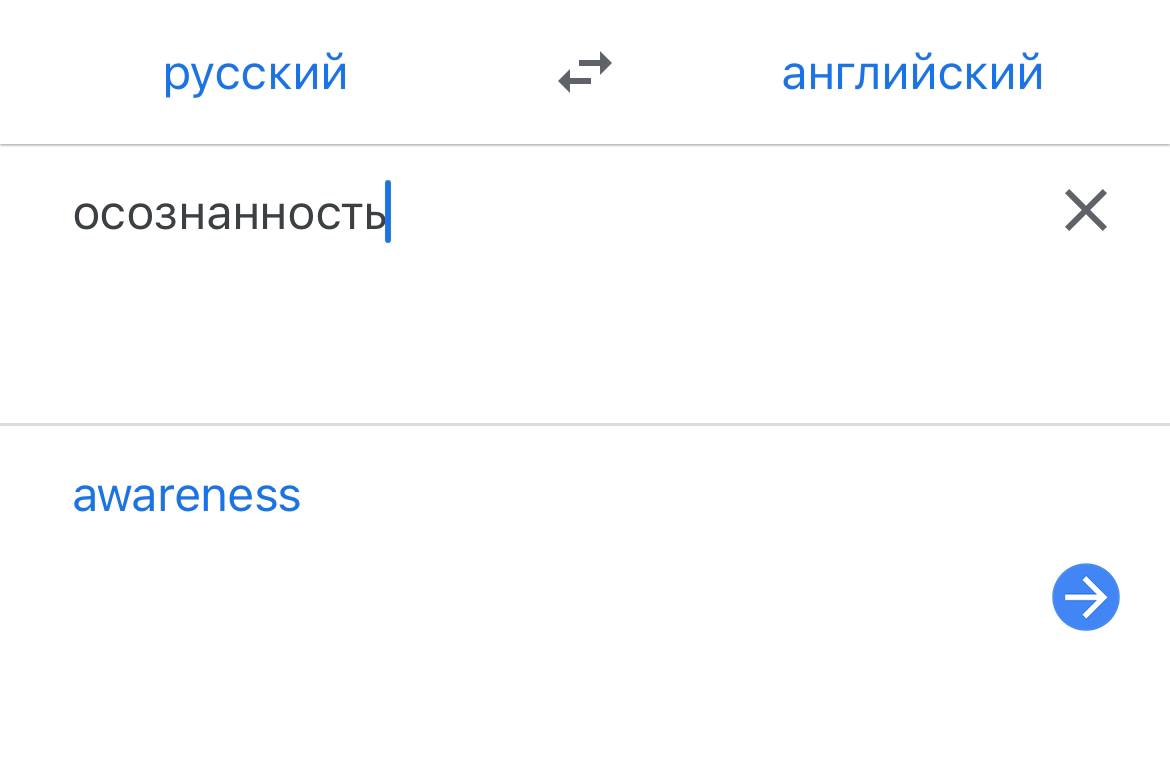 русский английский
осознанность
awareness